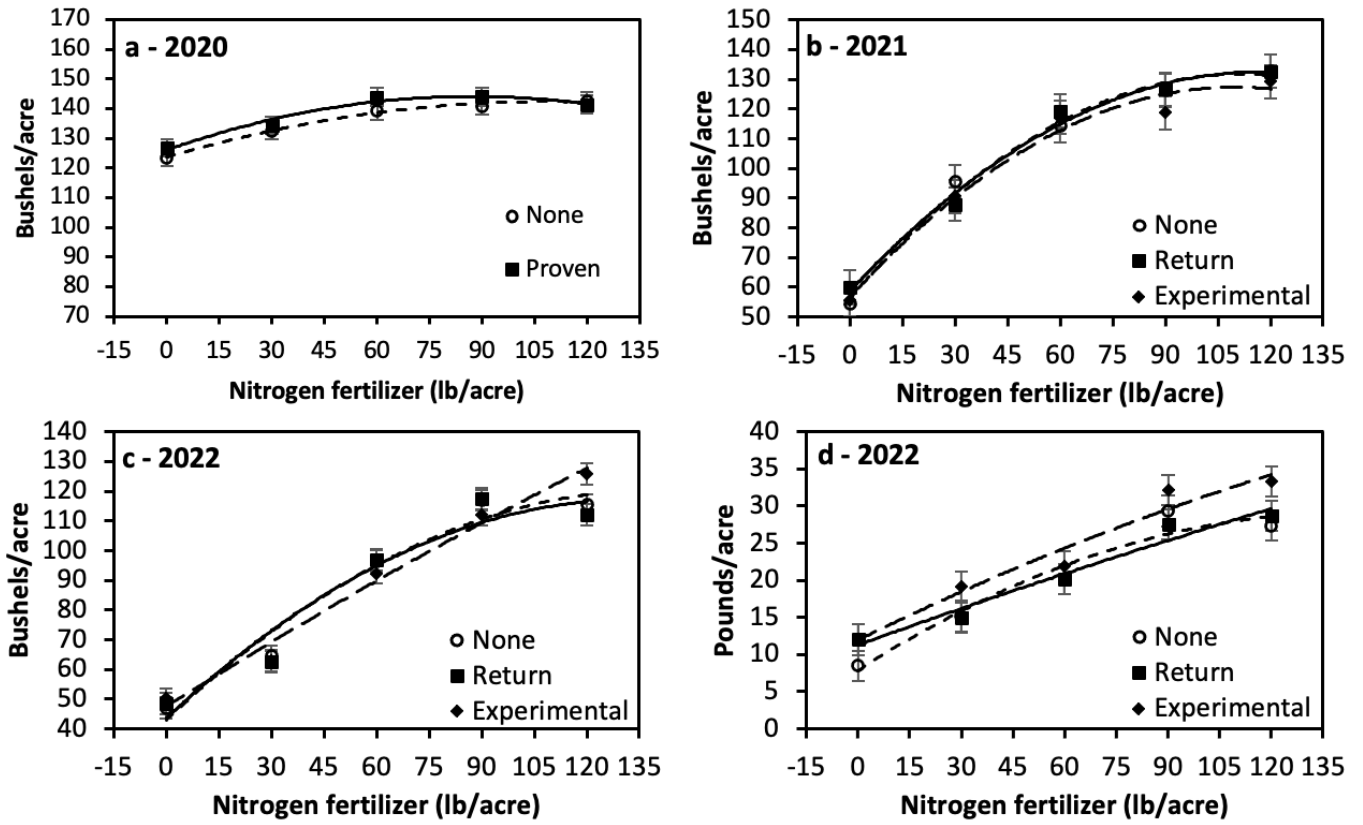 a - 2020
Bushels/acre
170
160
150
140
130
120
110
100
90
80
70
None
Proven
-15 0 15 30 45 60 75 90 105 120 135
Nitrogen fertilizer (lb/acre)
b - 2021
Bushels/acre
150
140
130
120
110
100
90
80
70
60
50
None
Return
Experimental
-15 0 15 30 45 60 75 90 105 120 135
Nitrogen fertilizer (lb/acre)
c - 2022
Bushels/acre
140
130
120
110
100
90
80
70
60
50
40
None
Return
Experimental
-15 0 15 30 45 60 75 90 105 120 135
Nitrogen fertilizer (lb/acre)
d - 2022
Pounds/acre
40
35
30
25
20
15
10
5
0
None
Return
Experimental
-15 0 15 30 45 60 75 90 105 120 135
Nitrogen fertilizer (lb/acre)